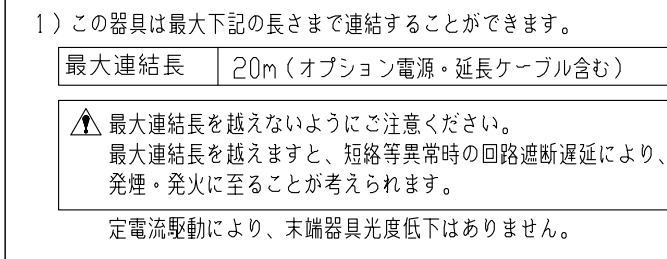 1）この器具は最大下記の長さまで連結することができます。
最大連結長 20m（オプション電源・延長ケーブル含む）
最大連結長を越えないようにご注意ください。
最大連結長を越えますと、短絡等異常時の回路遮断遅延により、
発煙・発火に至ることが考えられます。
定電流駆動により、末端器具光度低下はありません。